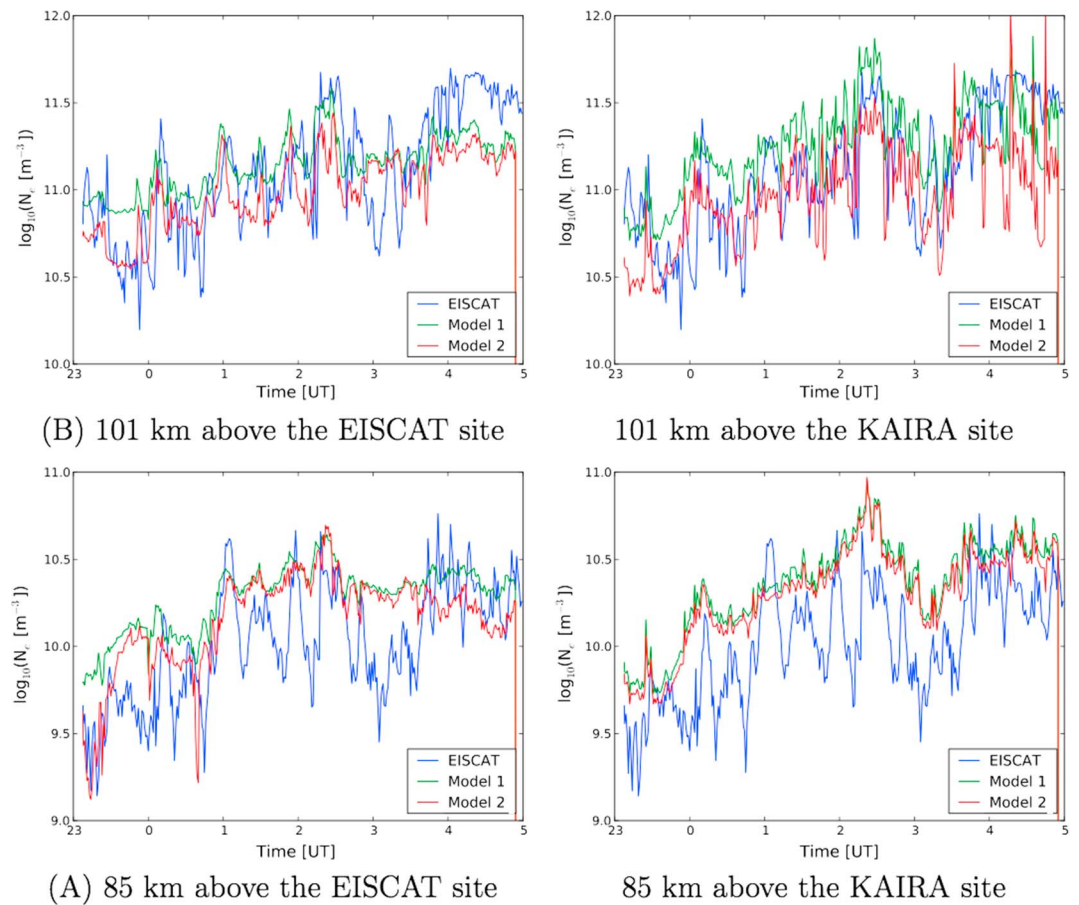 12.0
11.5
11.0
10.5
10.0
log₁₀(Nₑ [m⁻³])
23 0 1 2 3 4 5
Time [UT]
EISCAT
Model 1
Model 2
12.0
11.5
11.0
10.5
10.0
log₁₀(Nₑ [m⁻³])
23 0 1 2 3 4 5
Time [UT]
EISCAT
Model 1
Model 2
(B) 101 km above the EISCAT site
101 km above the KAIRA site
11.0
10.5
10.0
9.5
9.0
log₁₀(Nₑ [m⁻³])
23 0 1 2 3 4 5
Time [UT]
EISCAT
Model 1
Model 2
11.0
10.5
10.0
9.5
9.0
log₁₀(Nₑ [m⁻³])
23 0 1 2 3 4 5
Time [UT]
EISCAT
Model 1
Model 2
(A) 85 km above the EISCAT site
85 km above the KAIRA site